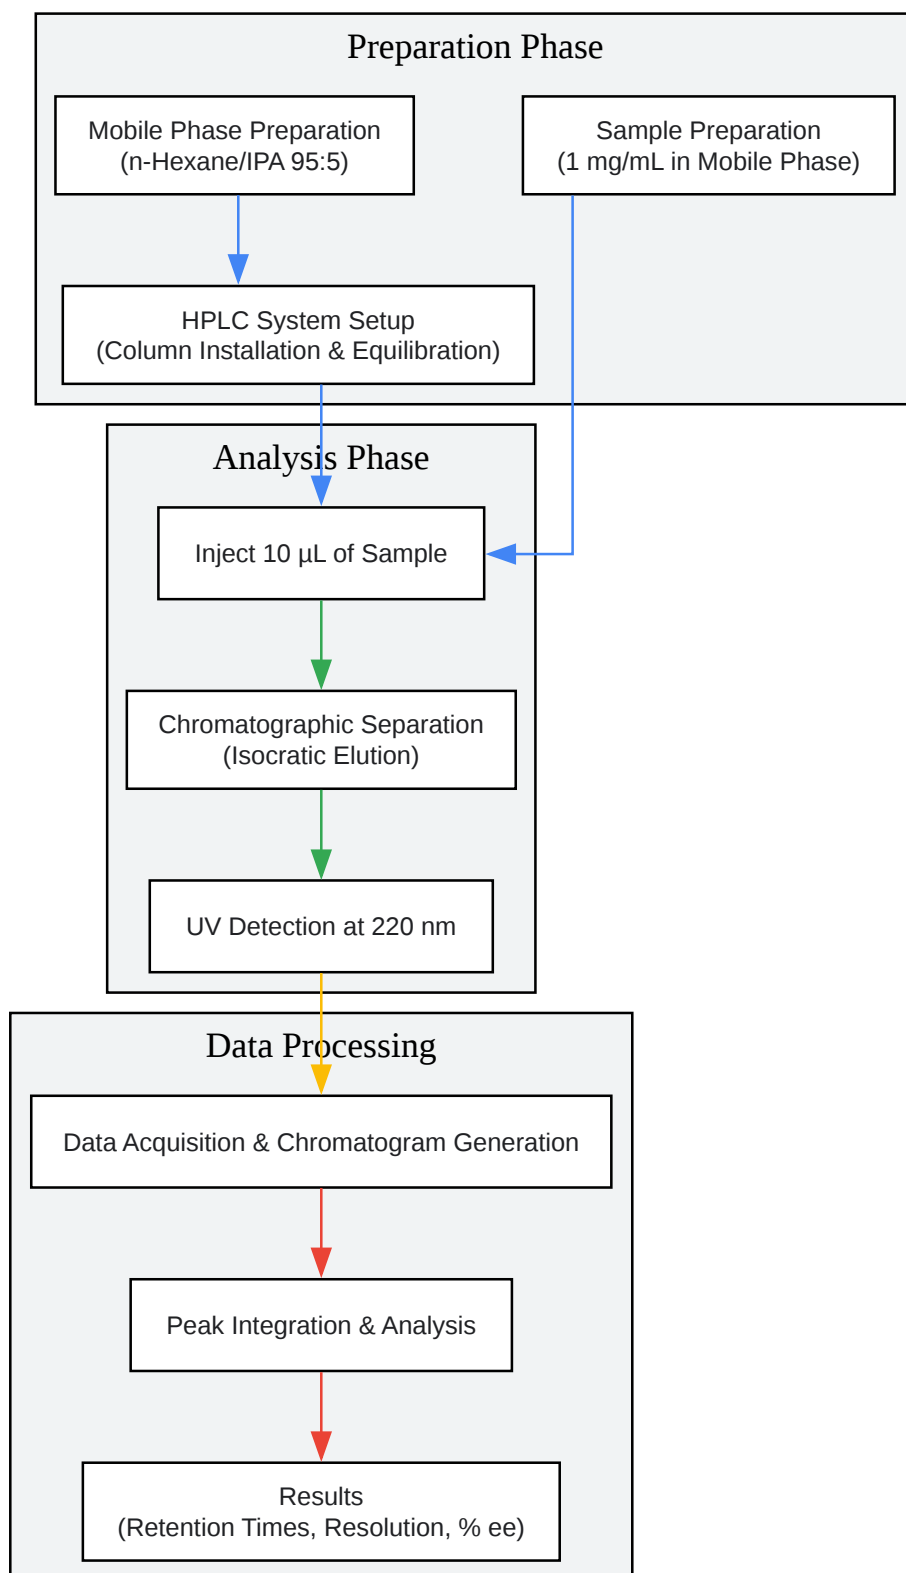 Preparation Phase
Mobile Phase Preparation
(n-Hexane/IPA 95:5)
Sample Preparation
(1 mg/mL in Mobile Phase)
HPLC System Setup
(Column Installation & Equilibration)
Analysis Phase
Inject 10 µL of Sample
Chromatographic Separation
(Isocratic Elution)
UV Detection at 220 nm
Data Processing
Data Acquisition & Chromatogram Generation
Peak Integration & Analysis
Results
(Retention Times, Resolution, % ee)